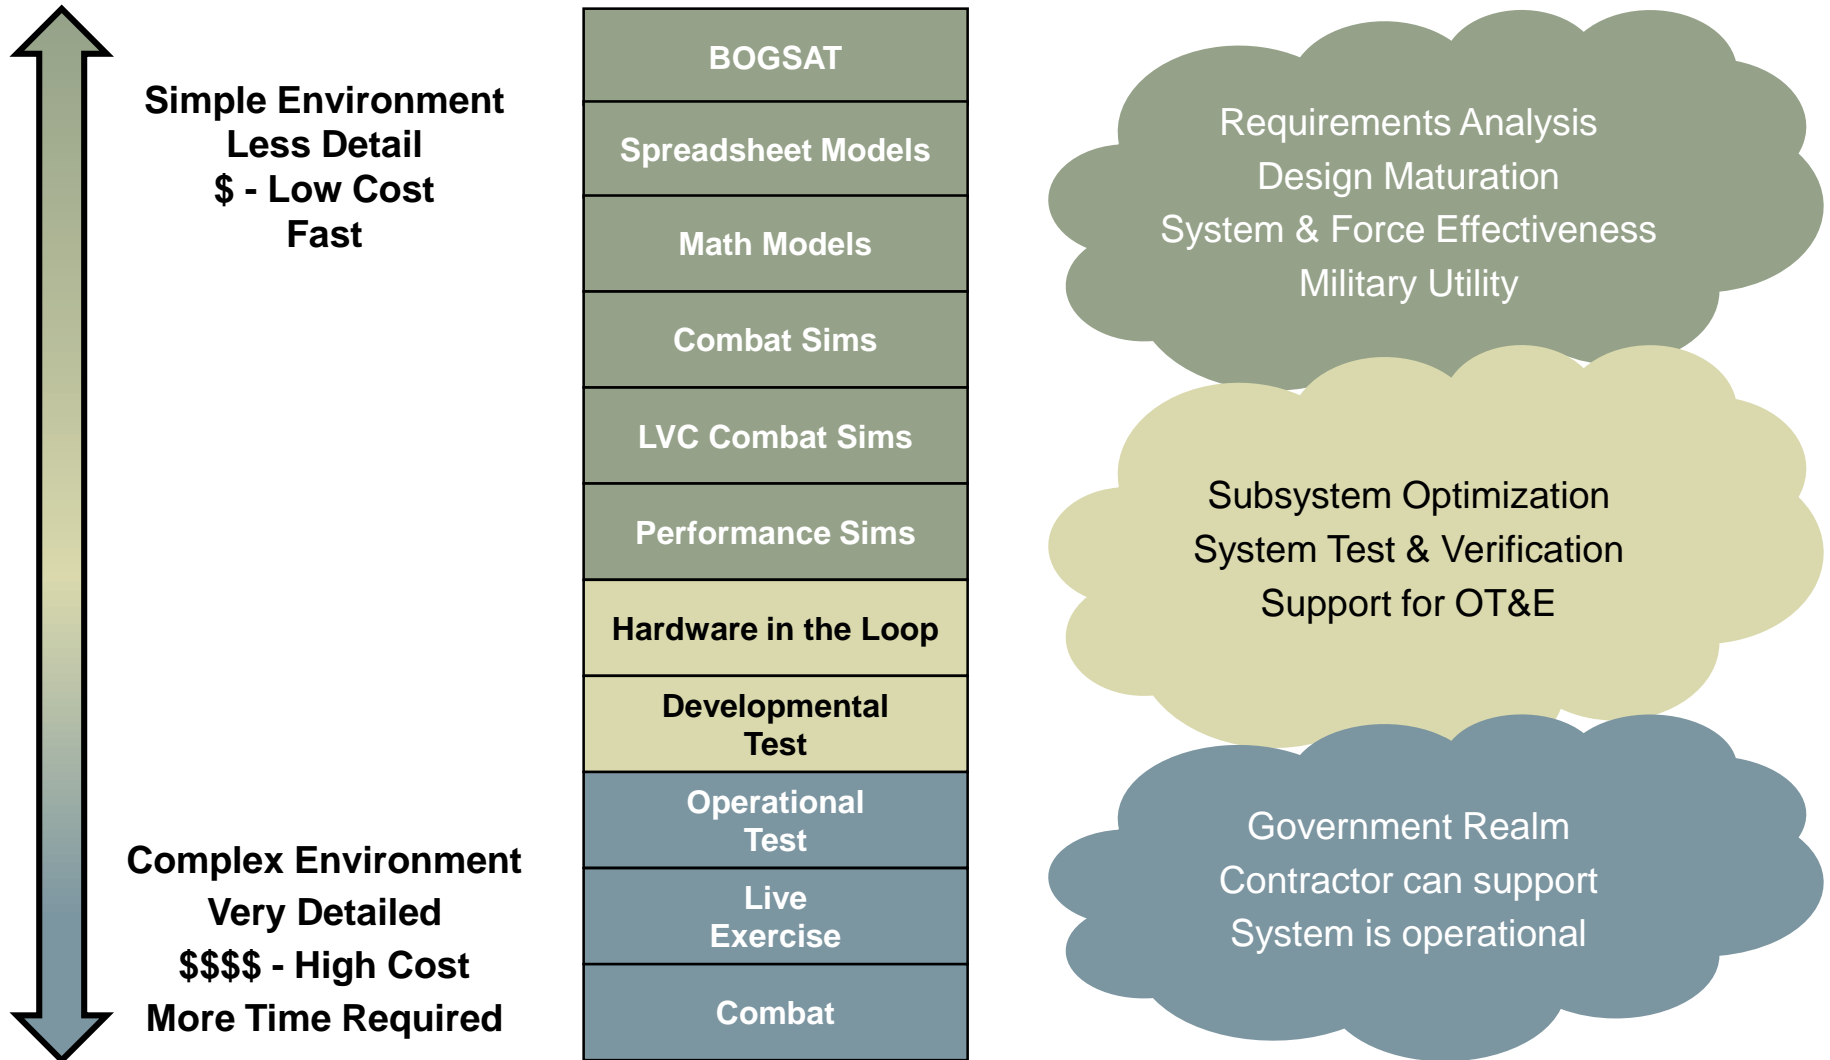 Simple Environment
Less Detail
$ - Low Cost
Fast
Complex Environment
Very Detailed
$$$$ - High Cost
More Time Required
BOGSAT
Spreadsheet Models
Math Models
Combat Sims
LVC Combat Sims
Performance Sims
Hardware in the Loop
Developmental
Test
Operational
Test
Live
Exercise
Combat
Requirements Analysis
Design Maturation
System & Force Effectiveness
Military Utility
Subsystem Optimization
System Test & Verification
Support for OT&E
Government Realm
Contractor can support
System is operational